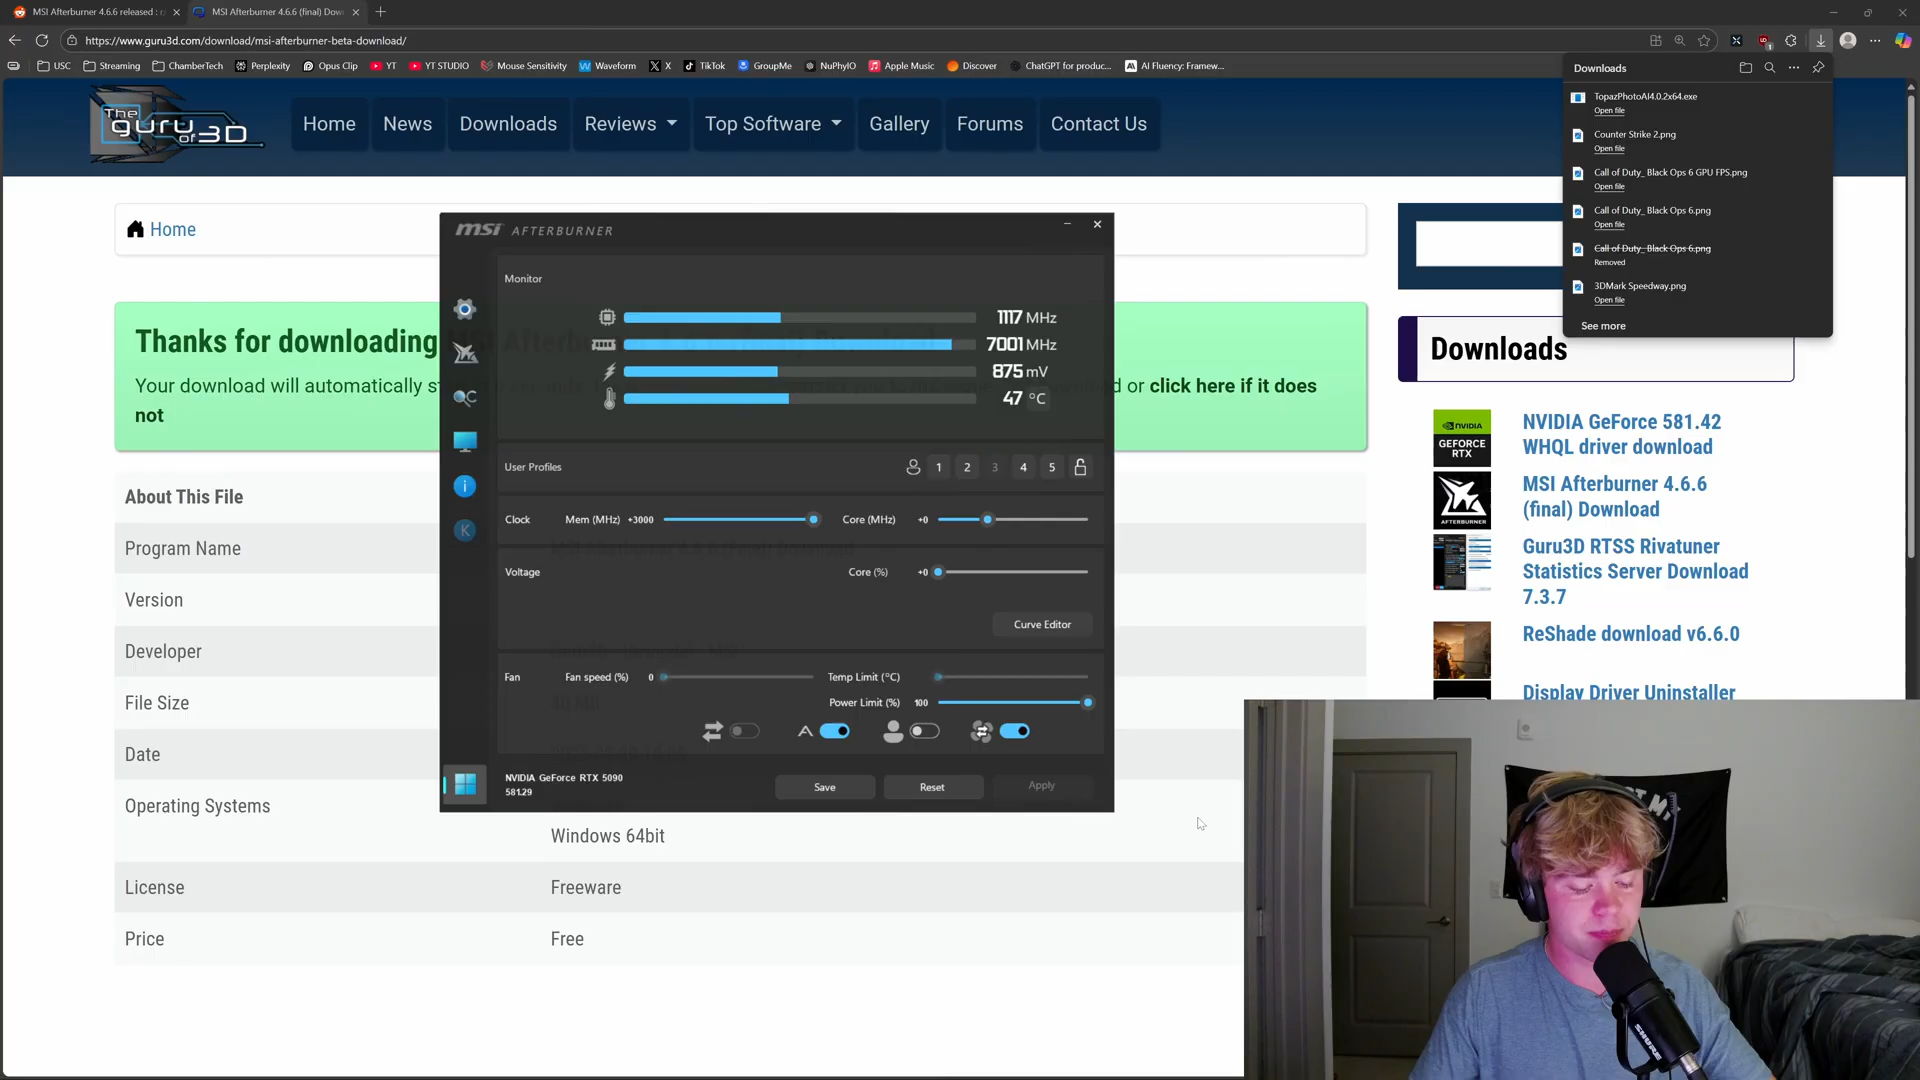 MSI Afterburner 4.6.6 released : r
MSI Afterburner 4.6.6 (final) Dow
https://www.guru3d.com/download/msi-afterburner-beta-download/
USC
Streaming
ChamberTech
Perplexity
Opus Clip
YT
YT STUDIO
Mouse Sensitivity
Waveform
X
TikTok
GroupMe
NuPhyIO
Apple Music
Discover
ChatGPT for produc...
AI Fluency: Framew...
Downloads
TopazPhotoAI4.0.2x64.exe
Open file
Counter Strike 2.png
Open file
Call of Duty_ Black Ops 6 GPU FPS.png
Open file
Call of Duty_ Black Ops 6.png
Open file
Call of Duty_ Black Ops 6.png
Removed
3DMark Speedway.png
Open file
See more
The guru of 3D
Home
News
Downloads
Reviews
Top Software
Gallery
Forums
Contact Us
Home
Thanks for downloading
Your download will automatically
or click here if it does
not
About This File
Program Name
Version
Developer
File Size
Date
Operating Systems
Windows 64bit
License
Freeware
Price
Free
msi AFTERBURNER
Monitor
1117 MHz
7001 MHz
875 mV
47 °C
User Profiles
1 2 3 4 5
Clock
Mem (MHz) +3000
Core (MHz) +0
Voltage
Core (%) +0
Curve Editor
Fan
Fan speed (%) 0
Temp Limit (°C)
Power Limit (%) 100
NVIDIA GeForce RTX 5090
581.29
Save
Reset
Apply
Downloads
NVIDIA
GEFORCE
RTX
NVIDIA GeForce 581.42
WHQL driver download
AFTERBURNER
MSI Afterburner 4.6.6
(final) Download
Guru3D RTSS Rivatuner
Statistics Server Download
7.3.7
ReShade download v6.6.0
Display Driver Uninstaller
SHURE